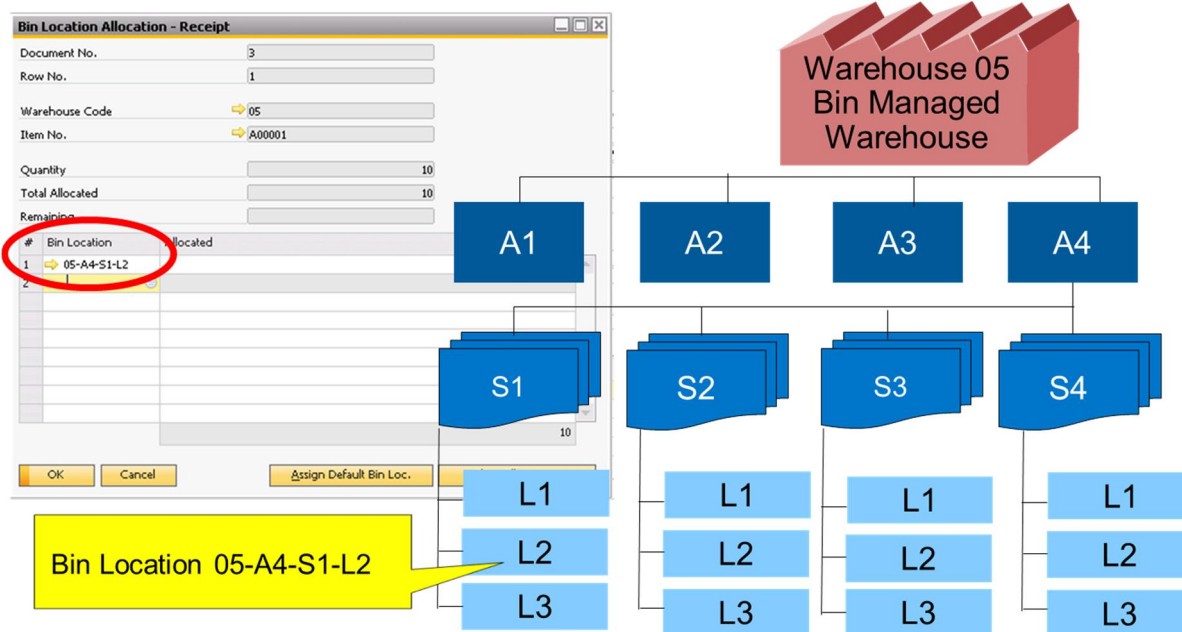 Bin Location Allocation - Receipt
Document No. 3
Row No. 1
Warehouse Code 05
Item No. A00001
Quantity 10
Total Allocated 10
Remaining
# Bin Location Allocated
1 05-A4-S1-L2
2
10
OK Cancel Assign Default Bin Loc.
Bin Location 05-A4-S1-L2
Warehouse 05
Bin Managed
Warehouse
A1 A2 A3 A4
S1 S2 S3 S4
L1 L1 L1 L1
L2 L2 L2 L2
L3 L3 L3 L3